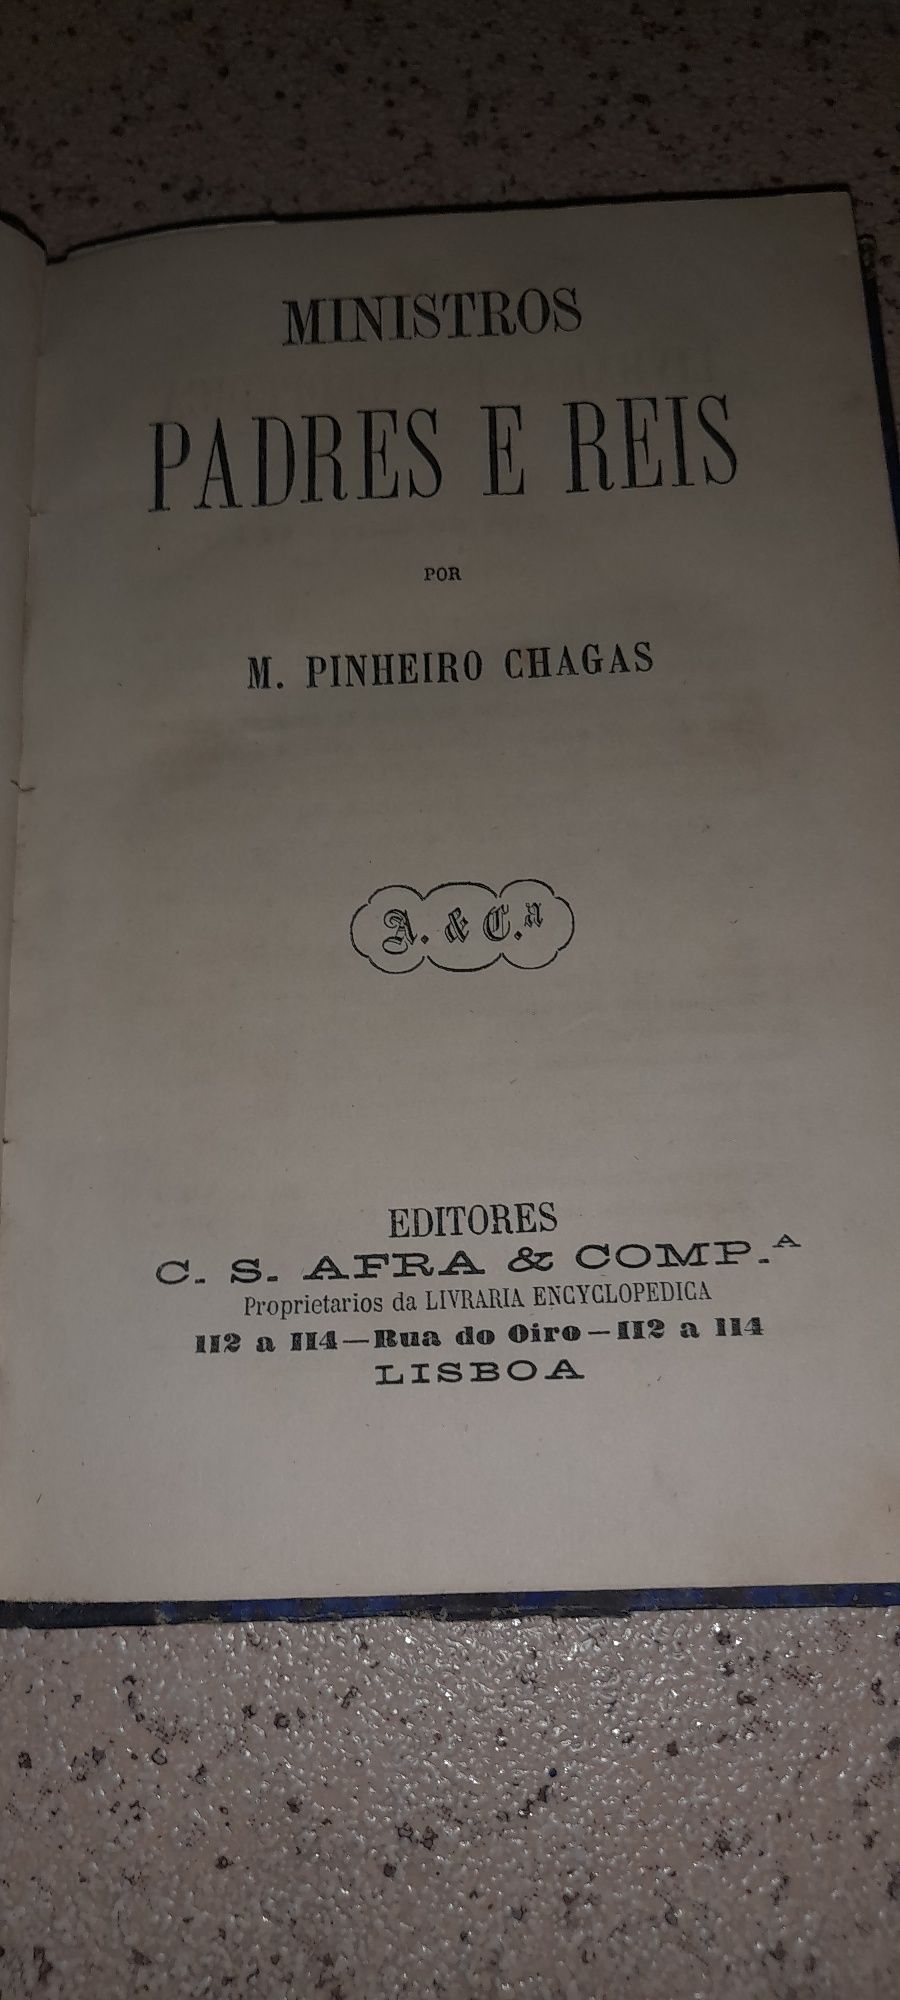 MINISTROS
PADRES E REIS
POR
M. PINHEIRO CHAGAS
A. & C.ª
EDITORES
C. S. AFRA & COMP.ᴬ
Proprietarios da LIVRARIA ENCYCLOPEDICA
112 a 114—Rua do Oiro—112 a 114
LISBOA